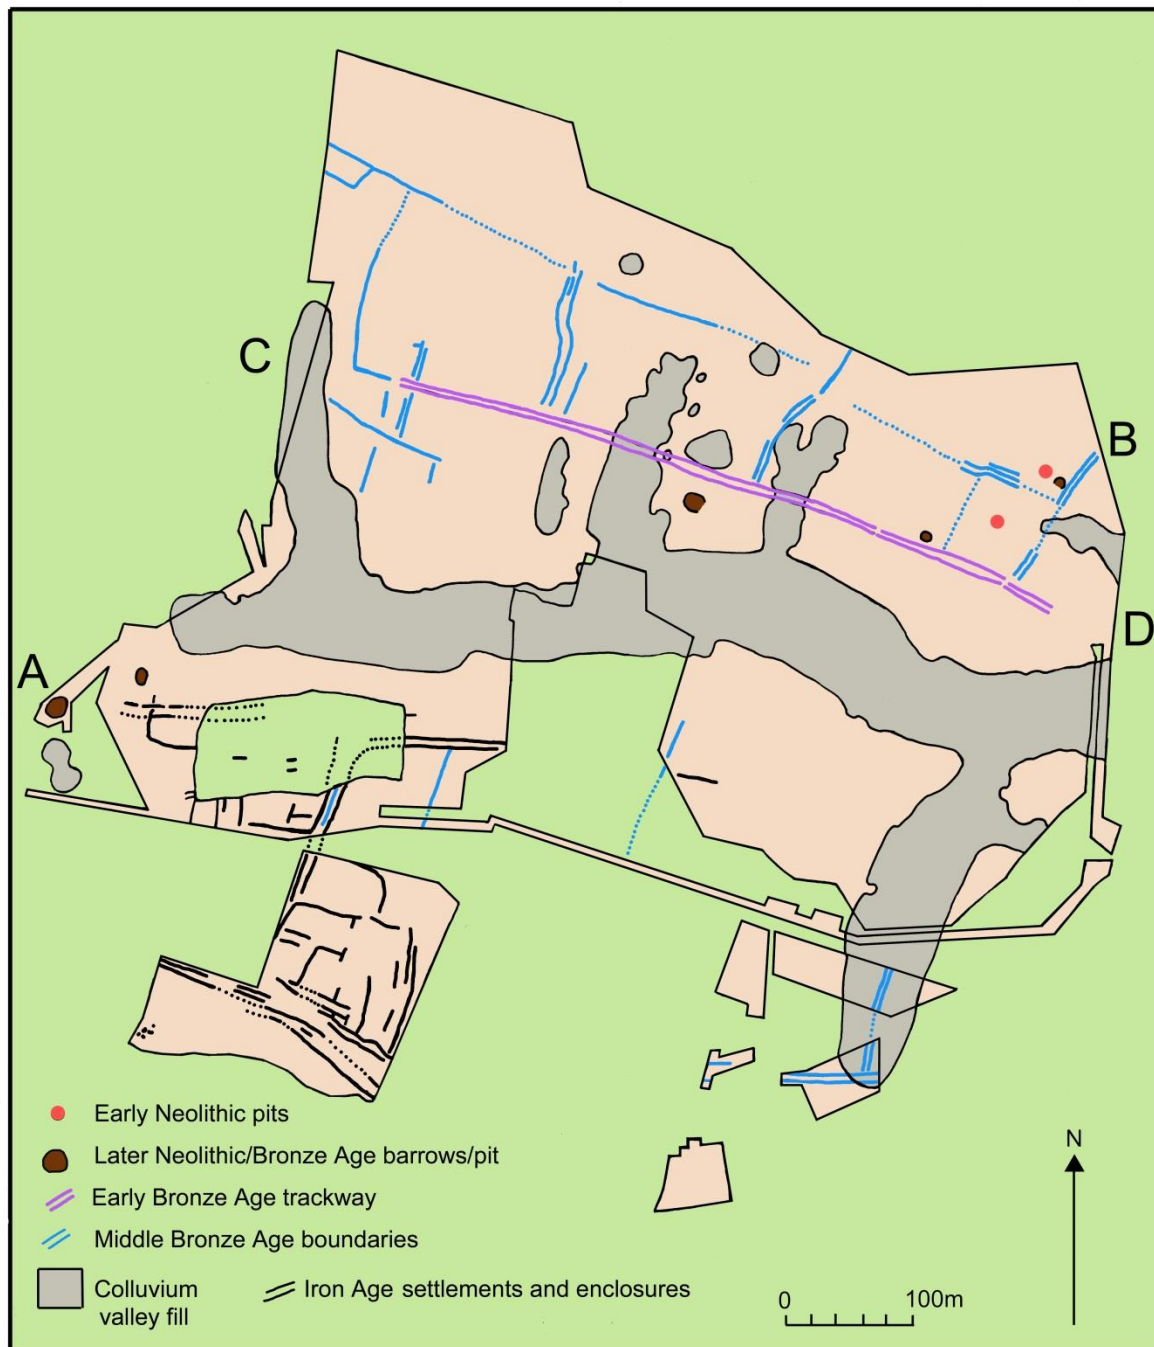 C
B
D
A
Early Neolithic pits
Later Neolithic/Bronze Age barrows/pit
Early Bronze Age trackway
Middle Bronze Age boundaries
Colluvium
valley fill
Iron Age settlements and enclosures
0 100m
N